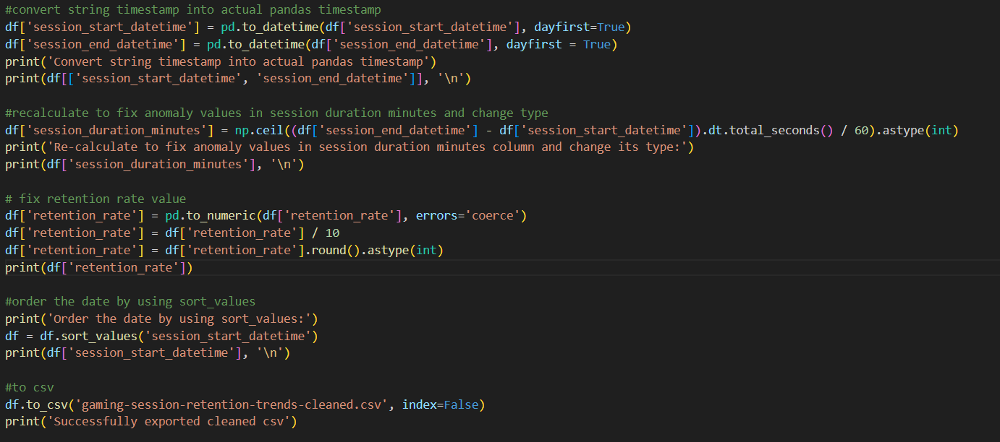 #convert string timestamp into actual pandas timestamp
df['session_start_datetime'] = pd.to_datetime(df['session_start_datetime'], dayfirst=True)
df['session_end_datetime'] = pd.to_datetime(df['session_end_datetime'], dayfirst = True)
print('Convert string timestamp into actual pandas timestamp')
print(df[['session_start_datetime', 'session_end_datetime']], '\n')
#recalculate to fix anomaly values in session duration minutes and change type
df['session_duration_minutes'] = np.ceil((df['session_end_datetime'] - df['session_start_datetime']).dt.total_seconds() / 60).astype(int)
print('Re-calculate to fix anomaly values in session duration minutes column and change its type:')
print(df['session_duration_minutes'], '\n')
# fix retention rate value
df['retention_rate'] = pd.to_numeric(df['retention_rate'], errors='coerce')
df['retention_rate'] = df['retention_rate'] / 10
df['retention_rate'] = df['retention_rate'].round().astype(int)
print(df['retention_rate'])
#order the date by using sort_values
print('Order the date by using sort_values:')
df = df.sort_values('session_start_datetime')
print(df['session_start_datetime'], '\n')
#to csv
df.to_csv('gaming-session-retention-trends-cleaned.csv', index=False)
print('Successfully exported cleaned csv')